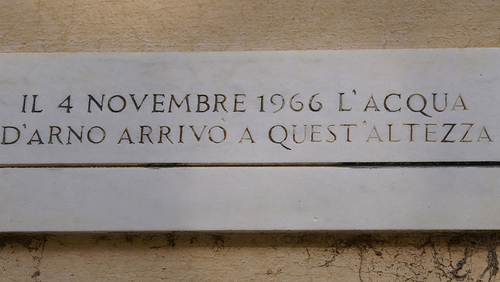 IL 4 NOVEMBRE 1966 L'ACQUA
D'ARNO ARRIVÒ A QUEST'ALTEZZA